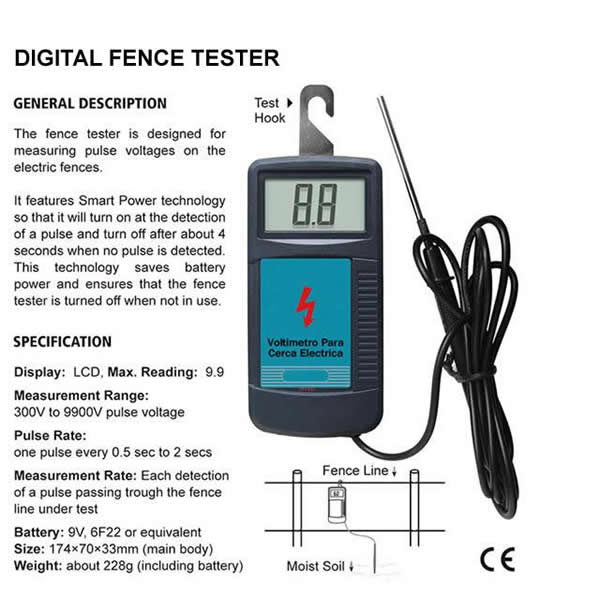 DIGITAL FENCE TESTER
GENERAL DESCRIPTION
The fence tester is designed for
measuring pulse voltages on the
electric fences.
It features Smart Power technology
so that it will turn on at the detection
of a pulse and turn off after about 4
seconds when no pulse is detected.
This technology saves battery
power and ensures that the fence
tester is turned off when not in use.
SPECIFICATION
Display: LCD, Max. Reading: 9.9
Measurement Range:
300V to 9900V pulse voltage
Pulse Rate:
one pulse every 0.5 sec to 2 secs
Measurement Rate: Each detection
of a pulse passing trough the fence
line under test
Battery: 9V, 6F22 or equivalent
Size: 174×70×33mm (main body)
Weight: about 228g (including battery)
Test
Hook
8.8
Voltimetro Para
Cerca Electrica
Fence Line
Moist Soil
CE